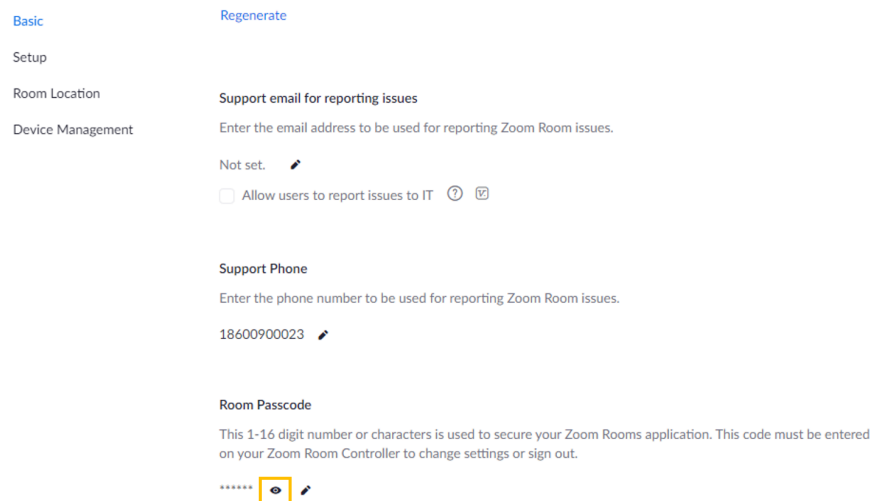 Basic
Setup
Room Location
Device Management
Regenerate
Support email for reporting issues
Enter the email address to be used for reporting Zoom Room issues.
Not set.
Allow users to report issues to IT
Support Phone
Enter the phone number to be used for reporting Zoom Room issues.
18600900023
Room Passcode
This 1-16 digit number or characters is used to secure your Zoom Rooms application. This code must be entered
on your Zoom Room Controller to change settings or sign out.
******